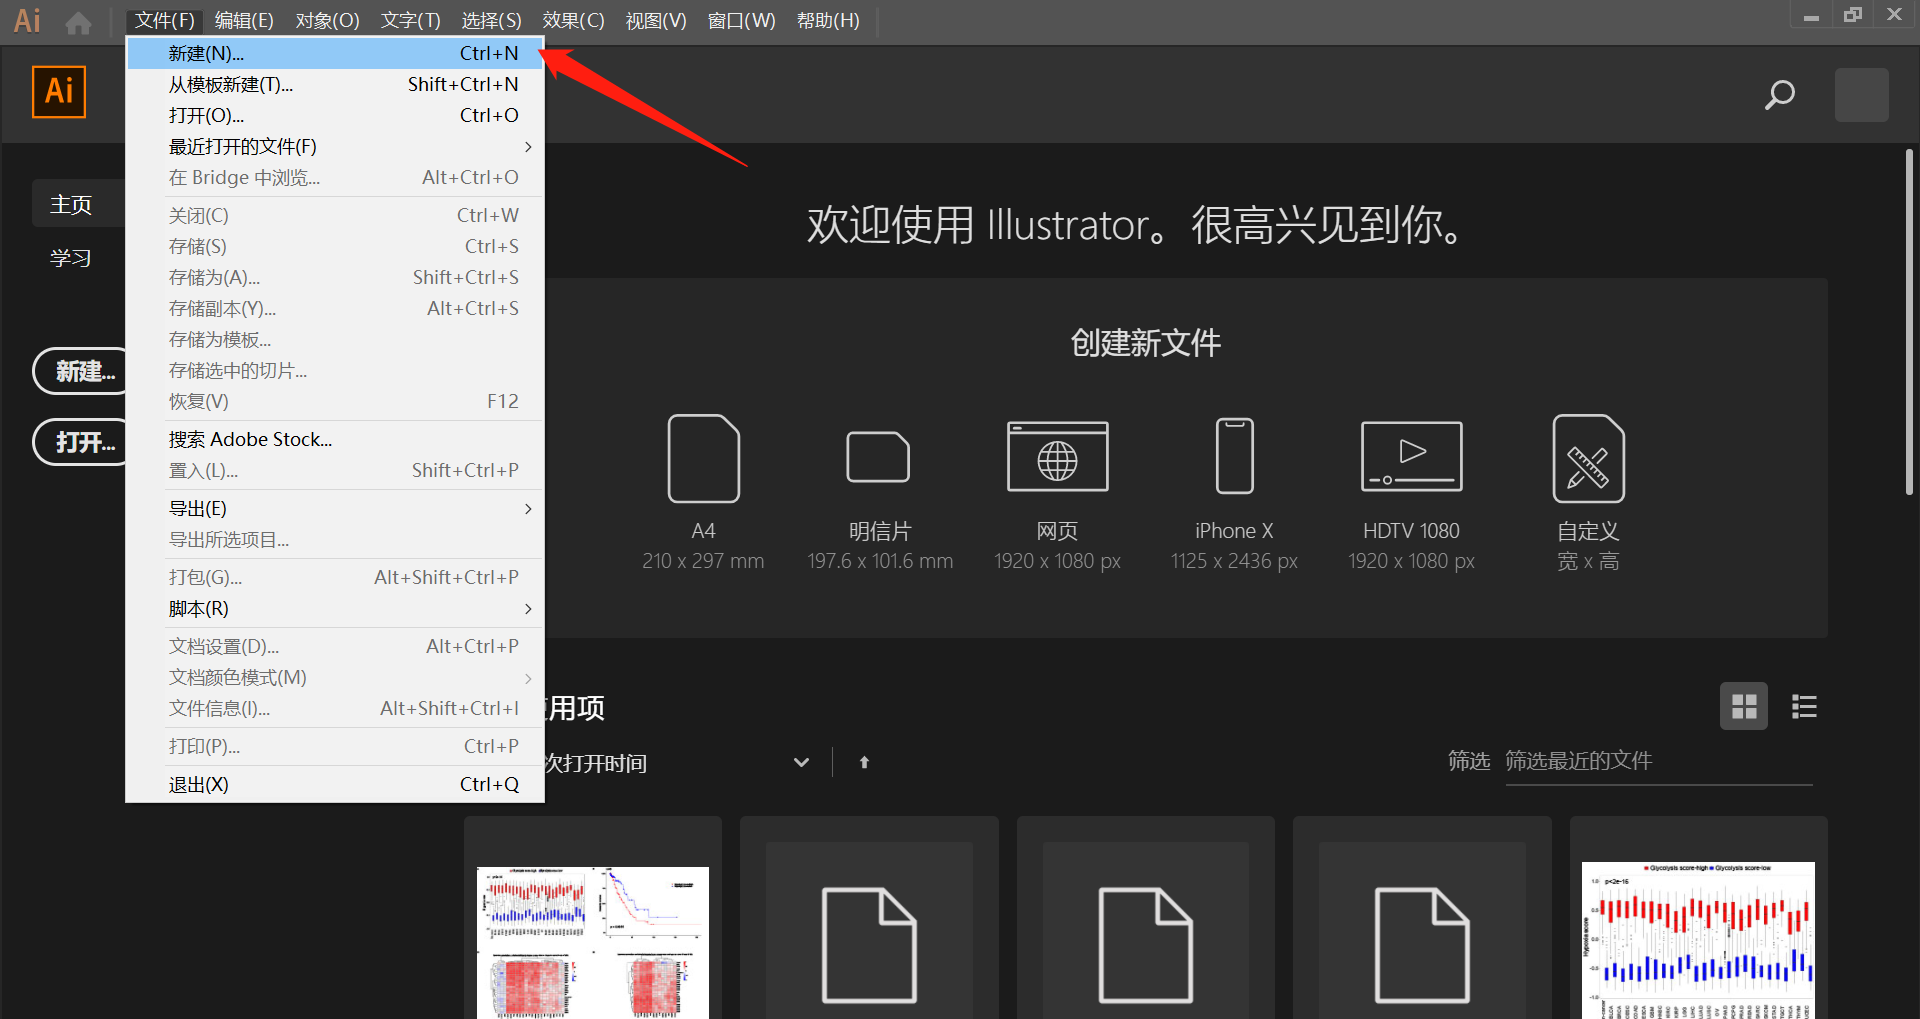 Ai 文件(F) 编辑(E) 对象(O) 文字(T) 选择(S) 效果(C) 视图(V) 窗口(W) 帮助(H)
Ai
新建(N)... Ctrl+N
从模板新建(T)... Shift+Ctrl+N
打开(O)... Ctrl+O
最近打开的文件(F)
在 Bridge 中浏览... Alt+Ctrl+O
关闭(C) Ctrl+W
存储(S) Ctrl+S
存储为(A)... Shift+Ctrl+S
存储副本(Y)... Alt+Ctrl+S
存储为模板...
存储选中的切片...
恢复(V) F12
搜索 Adobe Stock...
置入(L)... Shift+Ctrl+P
导出(E)
导出所选项目...
打包(G)... Alt+Shift+Ctrl+P
脚本(R)
文档设置(D)... Alt+Ctrl+P
文档颜色模式(M)
文件信息(I)... Alt+Shift+Ctrl+I
打印(P)... Ctrl+P
退出(X) Ctrl+Q
主页
学习
新建...
打开...
欢迎使用 Illustrator。很高兴见到你。
创建新文件
A4
210 x 297 mm
明信片
197.6 x 101.6 mm
网页
1920 x 1080 px
iPhone X
1125 x 2436 px
HDTV 1080
1920 x 1080 px
自定义
宽 x 高
用项
次打开时间
筛选 筛选最近的文件
Glycolysis score-high Glycolysis score-low
p<2e-16
Hypoxia score